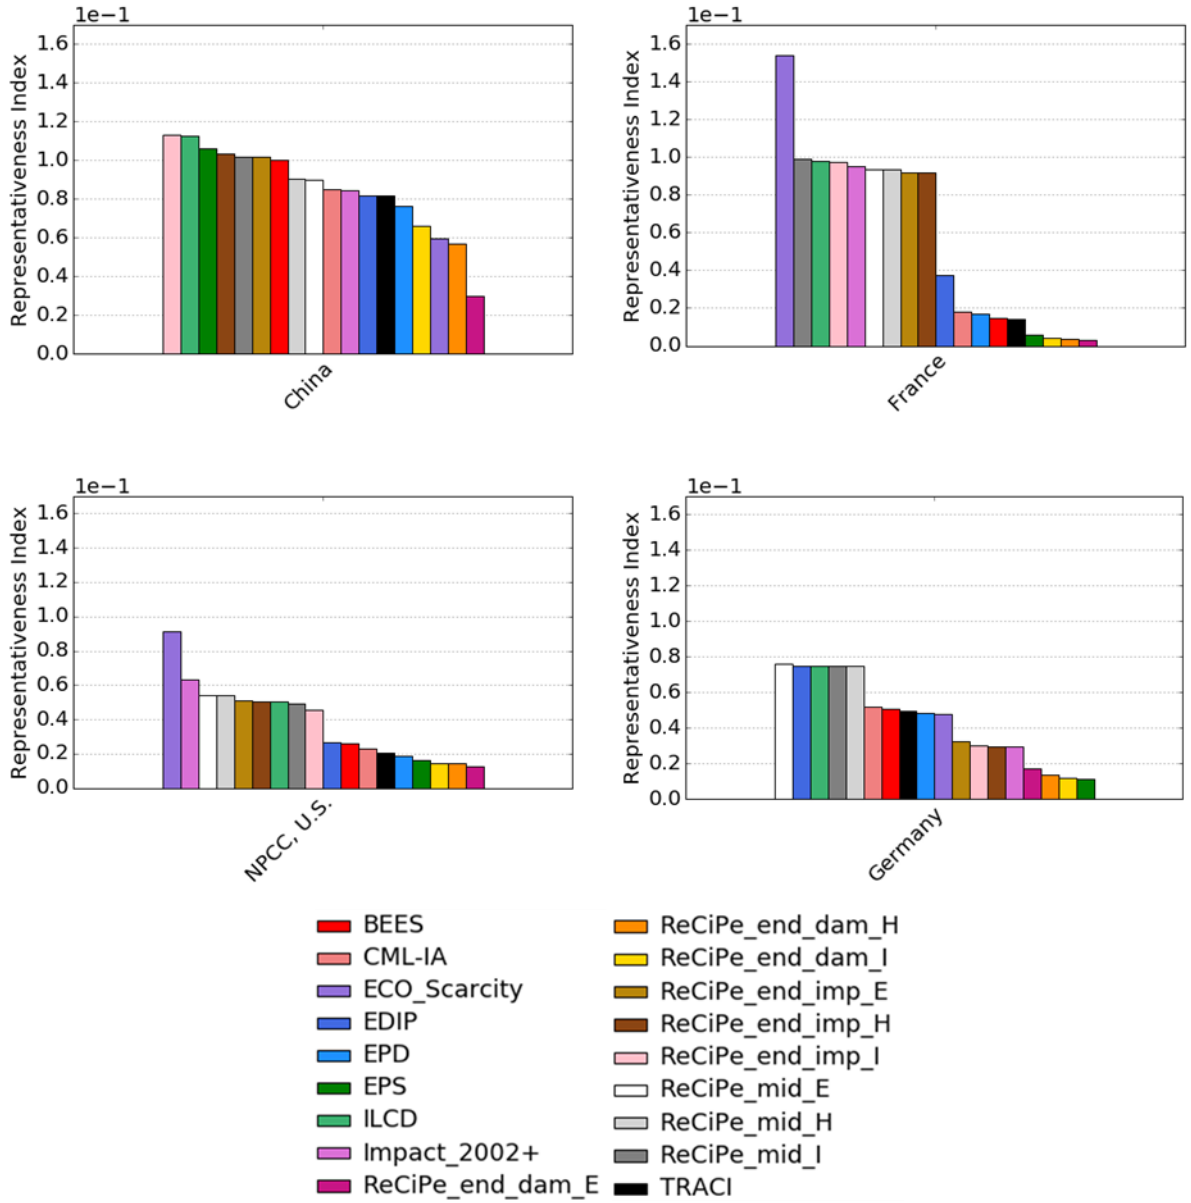 1e−1
1e−1
Representativeness Index
1.6
1.4
1.2
1.0
0.8
0.6
0.4
0.2
0.0
China
Representativeness Index
1.6
1.4
1.2
1.0
0.8
0.6
0.4
0.2
0.0
France
1e−1
1e−1
Representativeness Index
1.6
1.4
1.2
1.0
0.8
0.6
0.4
0.2
0.0
NPCC, U.S.
Representativeness Index
1.6
1.4
1.2
1.0
0.8
0.6
0.4
0.2
0.0
Germany
BEES
CML-IA
ECO_Scarcity
EDIP
EPD
EPS
ILCD
Impact_2002+
ReCiPe_end_dam_E
ReCiPe_end_dam_H
ReCiPe_end_dam_I
ReCiPe_end_imp_E
ReCiPe_end_imp_H
ReCiPe_end_imp_I
ReCiPe_mid_E
ReCiPe_mid_H
ReCiPe_mid_I
TRACI